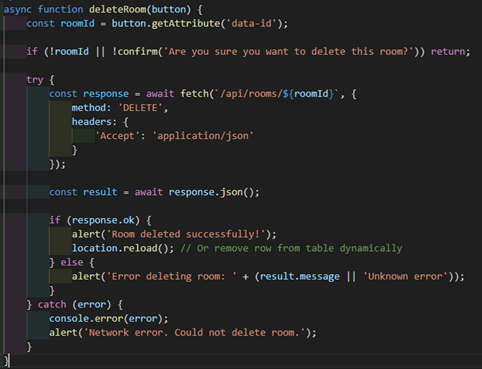 async function deleteRoom(button) {
    const roomId = button.getAttribute('data-id');

    if (!roomId || !confirm('Are you sure you want to delete this room?')) return;

    try {
        const response = await fetch(`/api/rooms/${roomId}`, {
            method: 'DELETE',
            headers: {
                'Accept': 'application/json'
            }
        });

        const result = await response.json();

        if (response.ok) {
            alert('Room deleted successfully!');
            location.reload(); // Or remove row from table dynamically
        } else {
            alert('Error deleting room: ' + (result.message || 'Unknown error'));
        }
    } catch (error) {
        console.error(error);
        alert('Network error. Could not delete room.');
    }
}